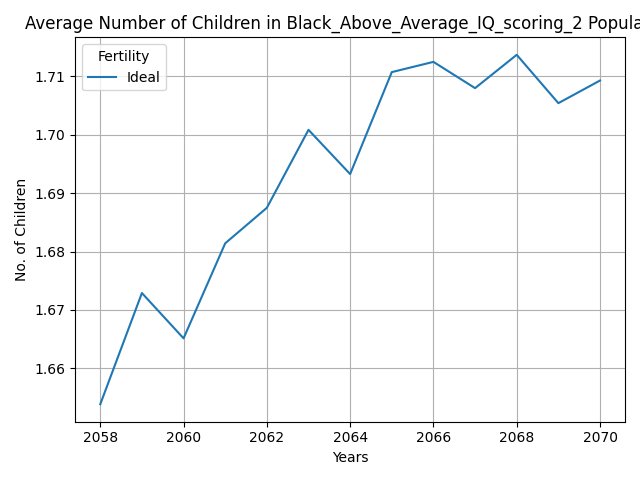 Average Number of Children in Black_Above_Average_IQ_scoring_2 Popula
Fertility
Ideal
No. of Children
1.71
1.70
1.69
1.68
1.67
1.66
2058 2060 2062 2064 2066 2068 2070
Years